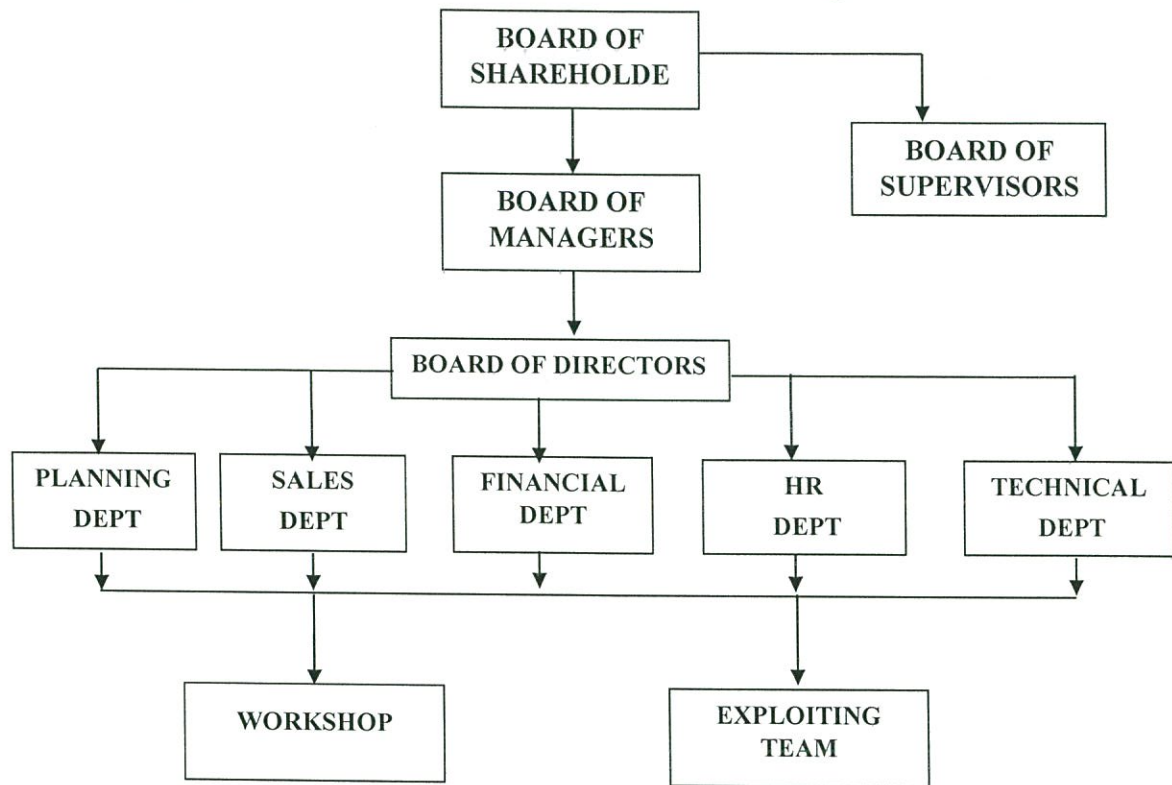 BOARD OF
SHAREHOLDE
BOARD OF
SUPERVISORS
BOARD OF
MANAGERS
BOARD OF DIRECTORS
PLANNING
DEPT
SALES
DEPT
FINANCIAL
DEPT
HR
DEPT
TECHNICAL
DEPT
WORKSHOP
EXPLOITING
TEAM